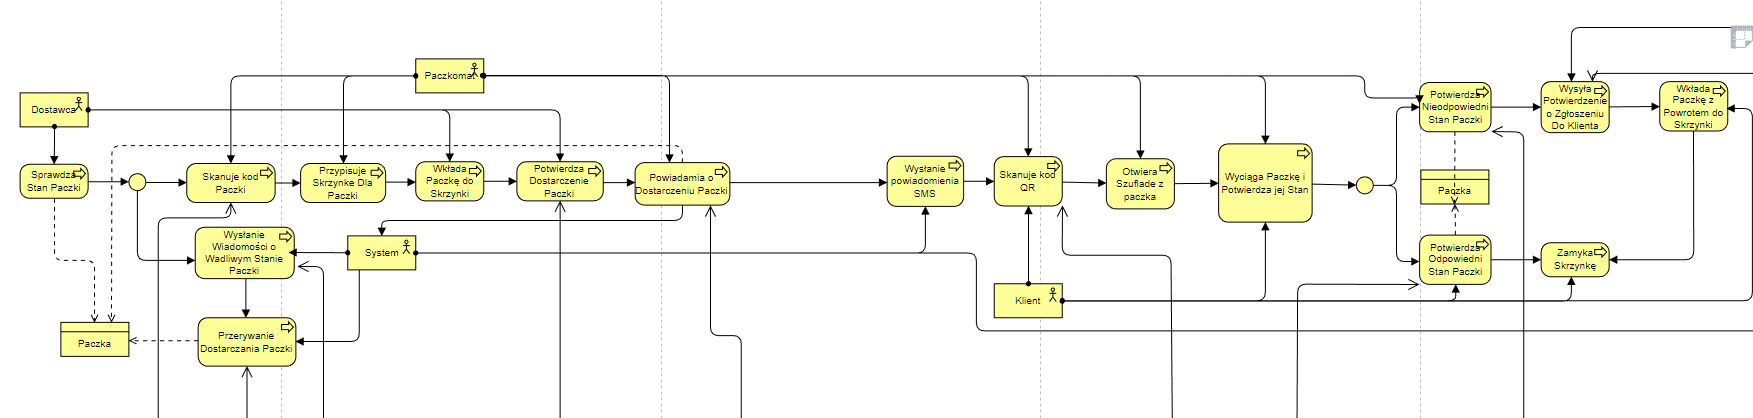 Paczkomat
Dostawca
Sprawdza
Stan Paczki
Skanuje kod
Paczki
Przypisuje
Skrzynke Dla
Paczki
Wkłada
Paczkę do
Skrzynki
Potwierdza
Dostarczenie
Paczki
Powiadamia o
Dostarczeniu Paczki
Wysłanie
powiadomienia
SMS
Skanuje kod
QR
Otwiera
Szuflade z
paczka
Wyciąga Paczkę i
Potwierdza jej Stan
Potwierdza
Nieodpowiedni
Stan Paczki
Wysyła
Potwierdzenie
o Zgłoszeniu
Do Klienta
Wkłada
Paczkę z
Powrotem do
Skrzynki
Paczka
Wysłanie
Wiadomości o
Wadliwym Stanie
Paczki
System
Potwierdza
Odpowiedni
Stan Paczki
Zamyka
Skrzynkę
Klient
Paczka
Przerywanie
Dostarczania Paczki